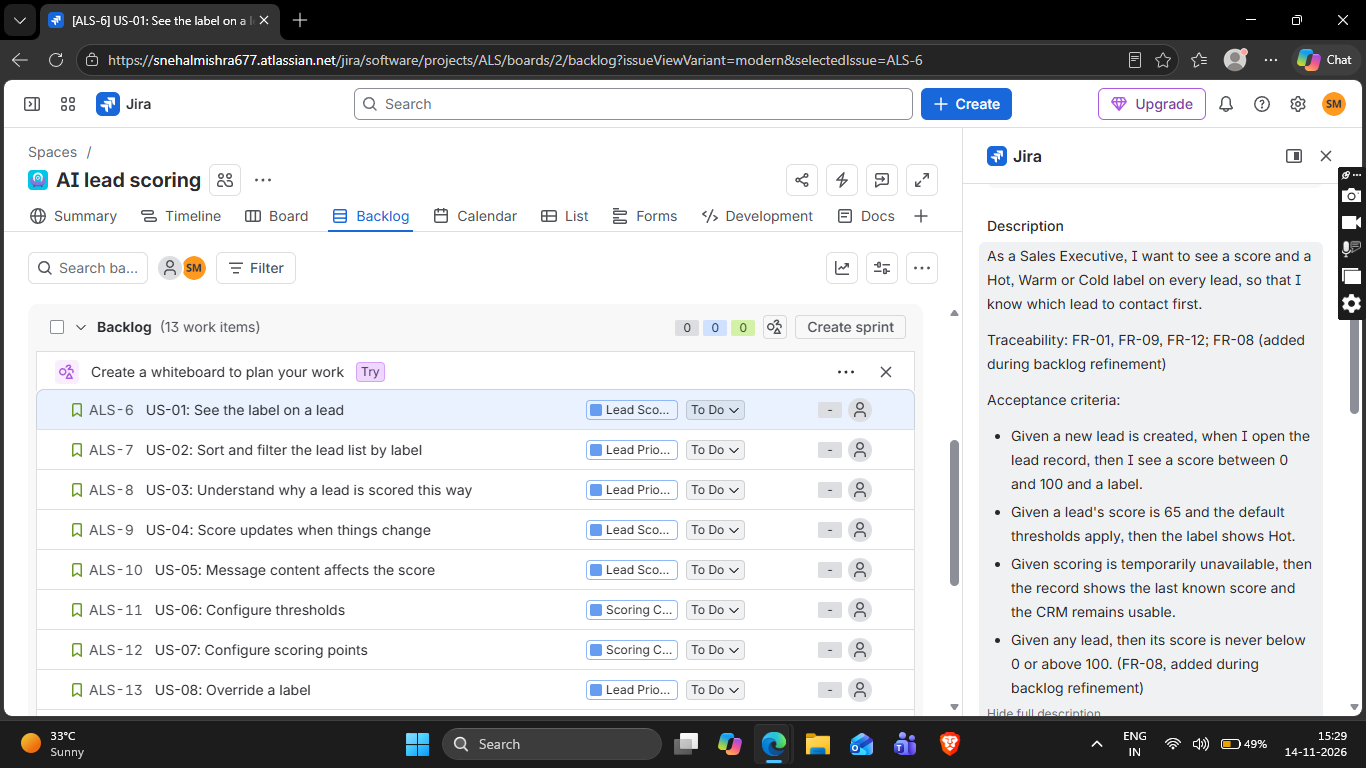 [ALS-6] US-01: See the label on a l
https://snehalmishra677.atlassian.net/jira/software/projects/ALS/boards/2/backlog?issueViewVariant=modern&selectedIssue=ALS-6
Chat
Jira
Search
Create
Upgrade
SM
Spaces /
AI lead scoring
Summary
Timeline
Board
Backlog
Calendar
List
Forms
Development
Docs
Search ba...
SM
Filter
Backlog (13 work items)
0 0 0
Create sprint
Create a whiteboard to plan your work Try
ALS-6 US-01: See the label on a lead Lead Sco... To Do -
ALS-7 US-02: Sort and filter the lead list by label Lead Prio... To Do -
ALS-8 US-03: Understand why a lead is scored this way Lead Prio... To Do -
ALS-9 US-04: Score updates when things change Lead Sco... To Do -
ALS-10 US-05: Message content affects the score Lead Sco... To Do -
ALS-11 US-06: Configure thresholds Scoring C... To Do -
ALS-12 US-07: Configure scoring points Scoring C... To Do -
ALS-13 US-08: Override a label Lead Prio... To Do -
Jira
Description
As a Sales Executive, I want to see a score and a
Hot, Warm or Cold label on every lead, so that I
know which lead to contact first.
Traceability: FR-01, FR-09, FR-12; FR-08 (added
during backlog refinement)
Acceptance criteria:
Given a new lead is created, when I open the
lead record, then I see a score between 0
and 100 and a label.
Given a lead's score is 65 and the default
thresholds apply, then the label shows Hot.
Given scoring is temporarily unavailable, then
the record shows the last known score and
the CRM remains usable.
Given any lead, then its score is never below
0 or above 100. (FR-08, added during
backlog refinement)
Hide full description
33°C
Sunny
Search
ENG
IN
49%
15:29
14-11-2026